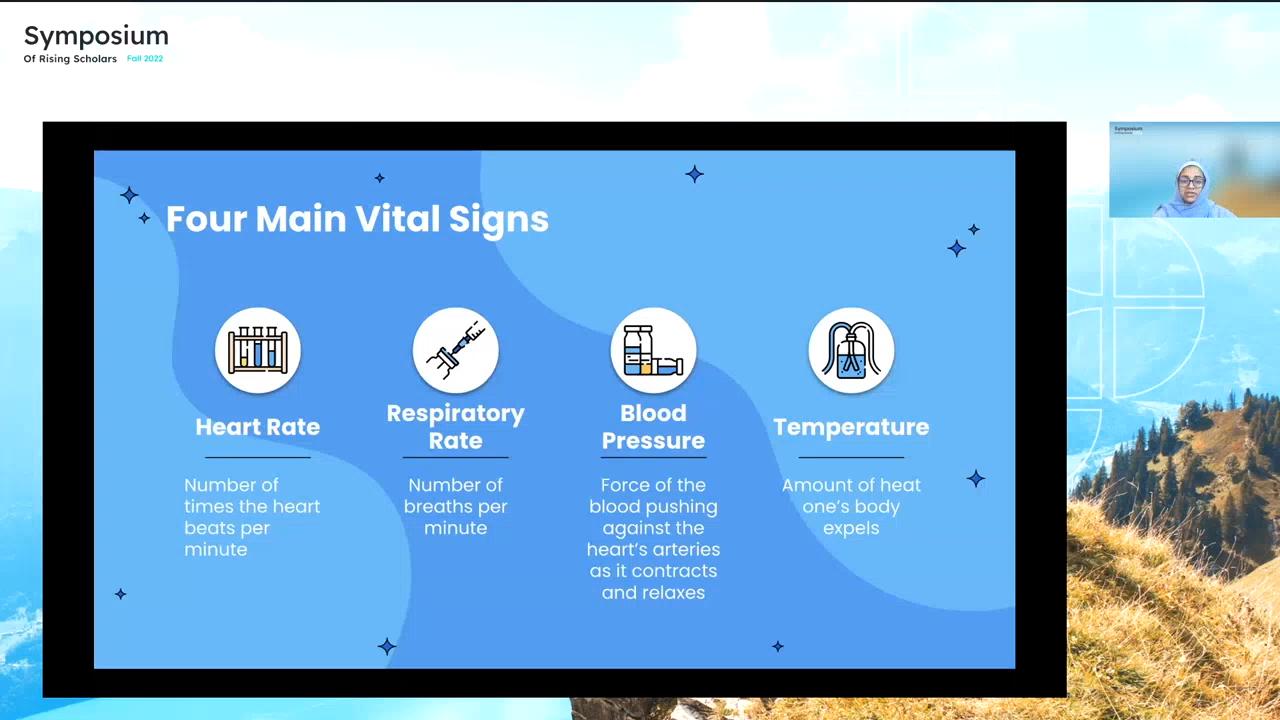 Symposium
Of Rising Scholars Fall 2022
Symposium
Four Main Vital Signs
Heart Rate
Number of
times the heart
beats per
minute
Respiratory
Rate
Number of
breaths per
minute
Blood
Pressure
Force of the
blood pushing
against the
heart's arteries
as it contracts
and relaxes
Temperature
Amount of heat
one's body
expels